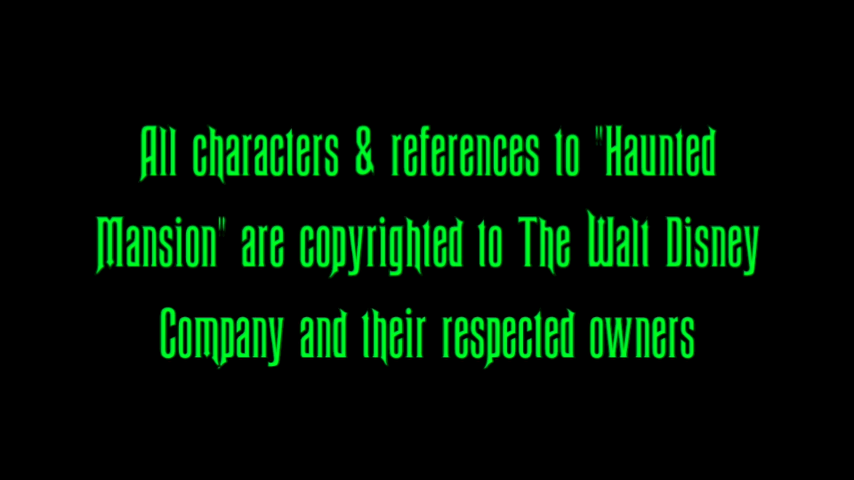 All characters & references to "Haunted
Mansion" are copyrighted to The Walt Disney
Company and their respected owners